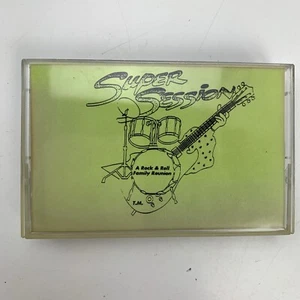 SUPER
SESSION
A Rock & Roll
Family Reunion
T.M.